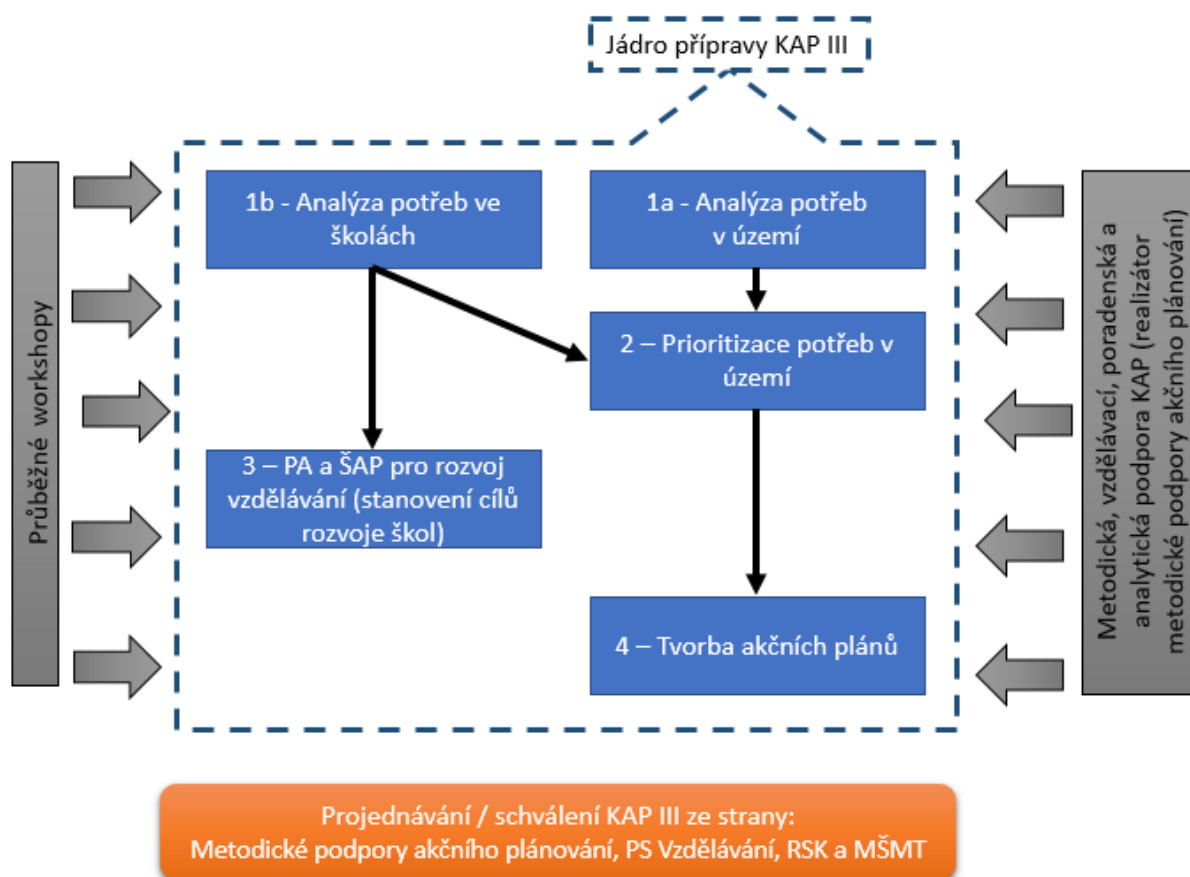 Jádro přípravy KAP III
Průběžné workshopy
1b - Analýza potřeb ve
školách
1a - Analýza potřeb
v území
2 – Prioritizace potřeb v
území
3 – PA a ŠAP pro rozvoj
vzdělávání (stanovení cílů
rozvoje škol)
4 – Tvorba akčních plánů
Metodická, vzdělávací, poradenská a
analytická podpora KAP (realizátor
metodické podpory akčního plánování)
Projednávání / schválení KAP III ze strany:
Metodické podpory akčního plánování, PS Vzdělávání, RSK a MŠMT